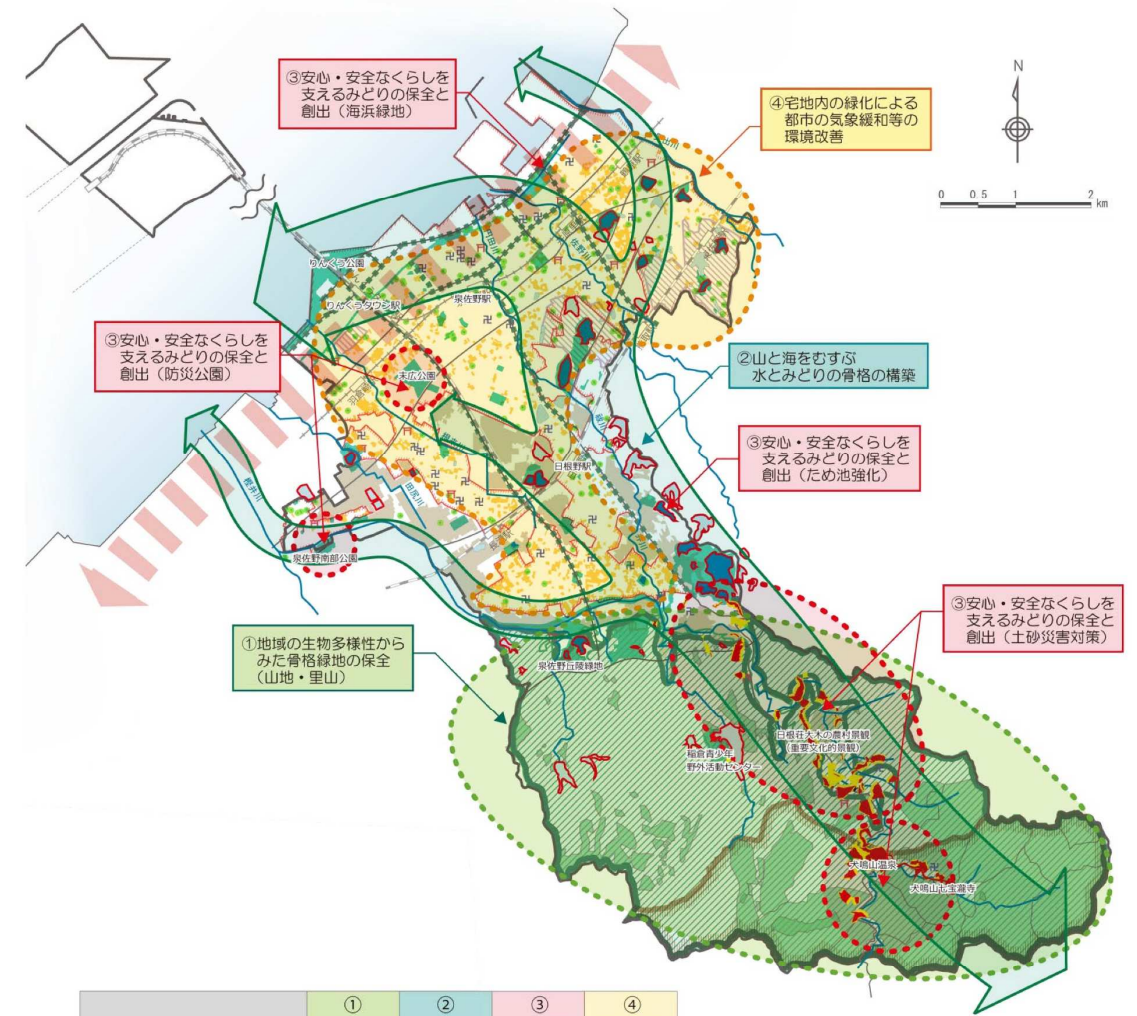 ③安心・安全なくらしを
支えるみどりの保全と
創出（海浜緑地）
④宅地内の緑化による
都市の気象緩和等の
環境改善
N
0 0.5 1 2 km
佐野川
りんくう公園
りんくうタウン駅
泉佐野駅
③安心・安全なくらしを
支えるみどりの保全と
創出（防災公園）
末広公園
②山と海をむすぶ
水とみどりの骨格の構築
日根野駅
③安心・安全なくらしを
支えるみどりの保全と
創出（ため池強化）
樫井川
田尻川
泉佐野南部公園
③安心・安全なくらしを
支えるみどりの保全と
創出（土砂災害対策）
①地域の生物多様性から
みた骨格緑地の保全
（山地・里山）
泉佐野丘陵緑地
日根荘大木の農村景観
（重要文化的景観）
稲倉青少年
野外活動センター
犬鳴山温泉
犬鳴山七宝瀧寺
① ② ③ ④